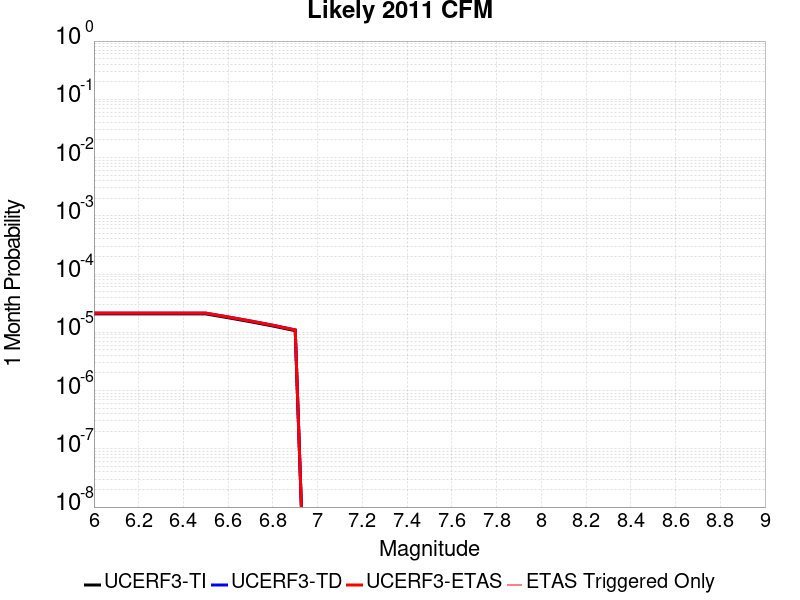 Likely 2011 CFM
1 Month Probability
10^0
10^-1
10^-2
10^-3
10^-4
10^-5
10^-6
10^-7
10^-8
6 6.2 6.4 6.6 6.8 7 7.2 7.4 7.6 7.8 8 8.2 8.4 8.6 8.8 9
Magnitude
UCERF3-TI UCERF3-TD UCERF3-ETAS ETAS Triggered Only